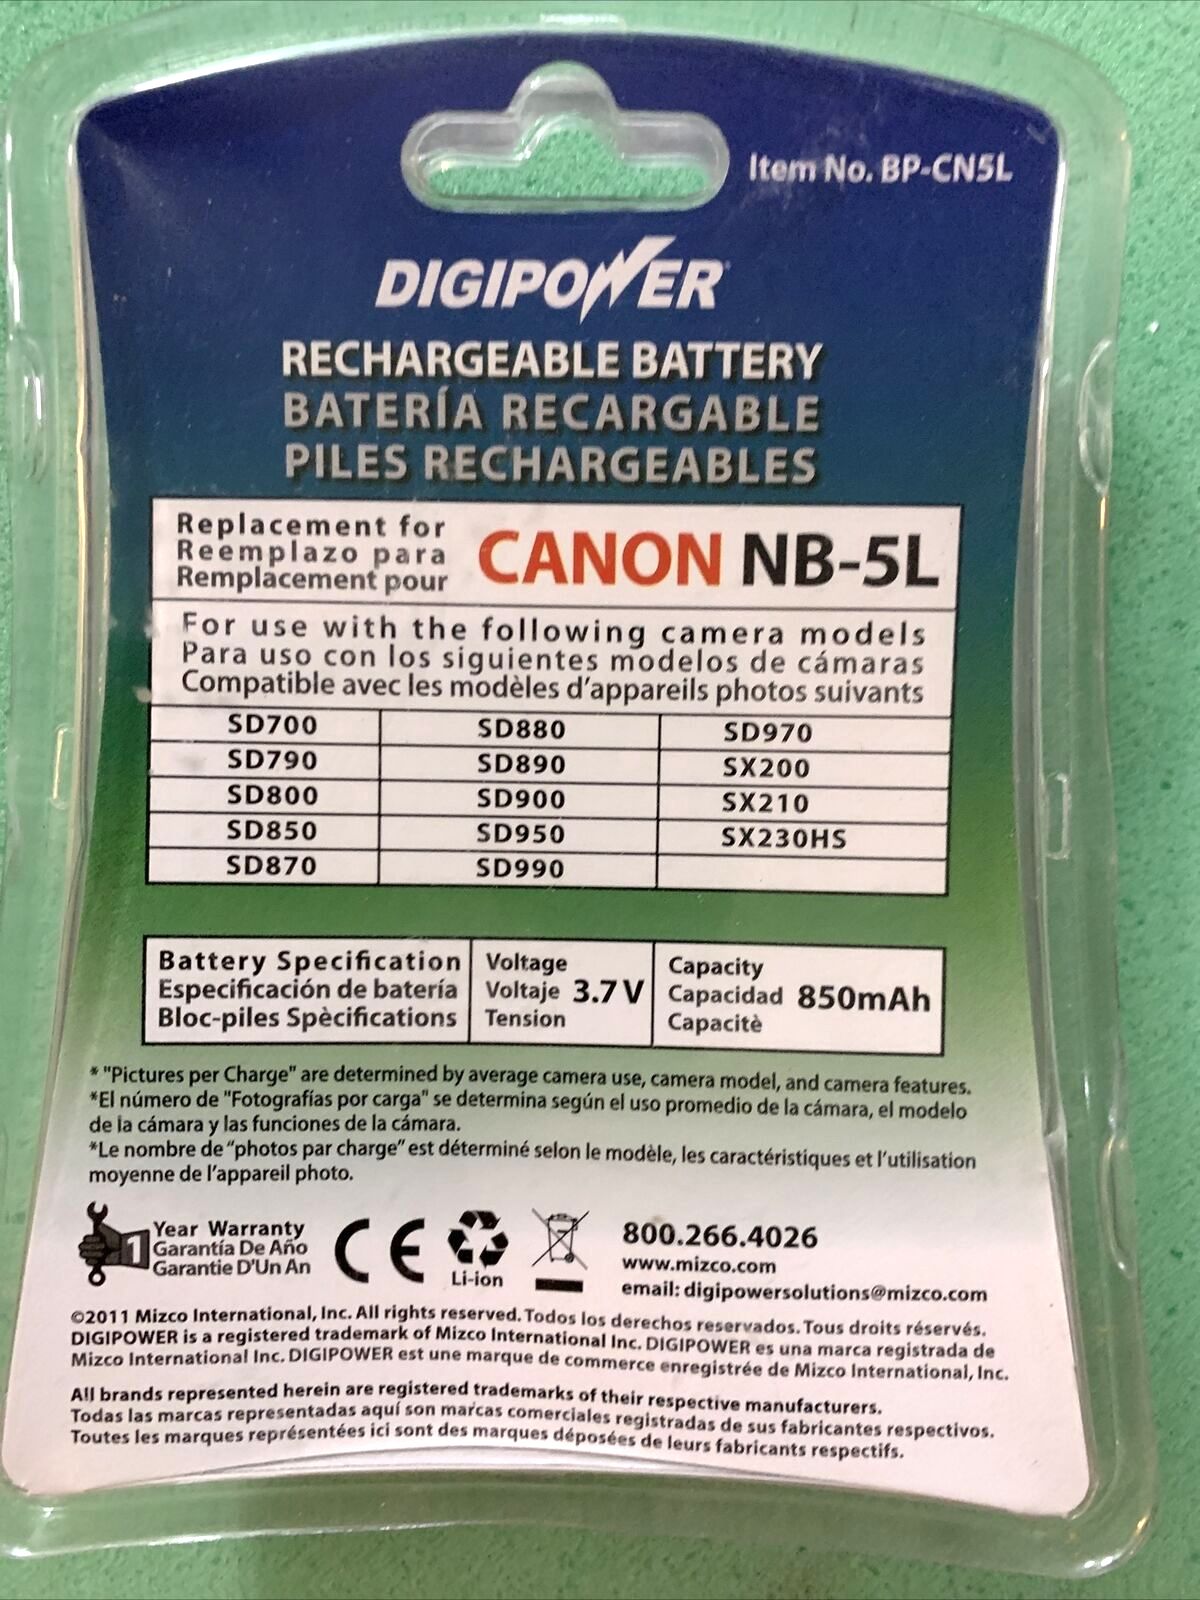 Item No. BP-CN5L
DIGIPOWER
RECHARGEABLE BATTERY
BATERÍA RECARGABLE
PILES RECHARGEABLES
Replacement for
Reemplazo para
Remplacement pour
CANON NB-5L
For use with the following camera models
Para uso con los siguientes modelos de cámaras
Compatible avec les modèles d'appareils photos suivants
SD700 SD880 SD970
SD790 SD890 SX200
SD800 SD900 SX210
SD850 SD950 SX230HS
SD870 SD990
Battery Specification
Especificación de batería
Bloc-piles Spècifications
Voltage
Voltaje 3.7 V
Tension
Capacity
Capacidad 850mAh
Capacitè
* "Pictures per Charge" are determined by average camera use, camera model, and camera features.
*El número de "Fotografías por carga" se determina según el uso promedio de la cámara, el modelo
de la cámara y las funciones de la cámara.
*Le nombre de "photos par charge" est déterminé selon le modèle, les caractéristiques et l'utilisation
moyenne de l'appareil photo.
1
Year Warranty
Garantía De Año
Garantie D'Un An
CE
Li-ion
800.266.4026
www.mizco.com
email: digipowersolutions@mizco.com
©2011 Mizco International, Inc. All rights reserved. Todos los derechos reservados. Tous droits réservés.
DIGIPOWER is a registered trademark of Mizco International Inc. DIGIPOWER es una marca registrada de
Mizco International Inc. DIGIPOWER est une marque de commerce enregistrée de Mizco International, Inc.
All brands represented herein are registered trademarks of their respective manufacturers.
Todas las marcas representadas aquí son marcas comerciales registradas de sus fabricantes respectivos.
Toutes les marques représentées ici sont des marques déposées de leurs fabricants respectifs.